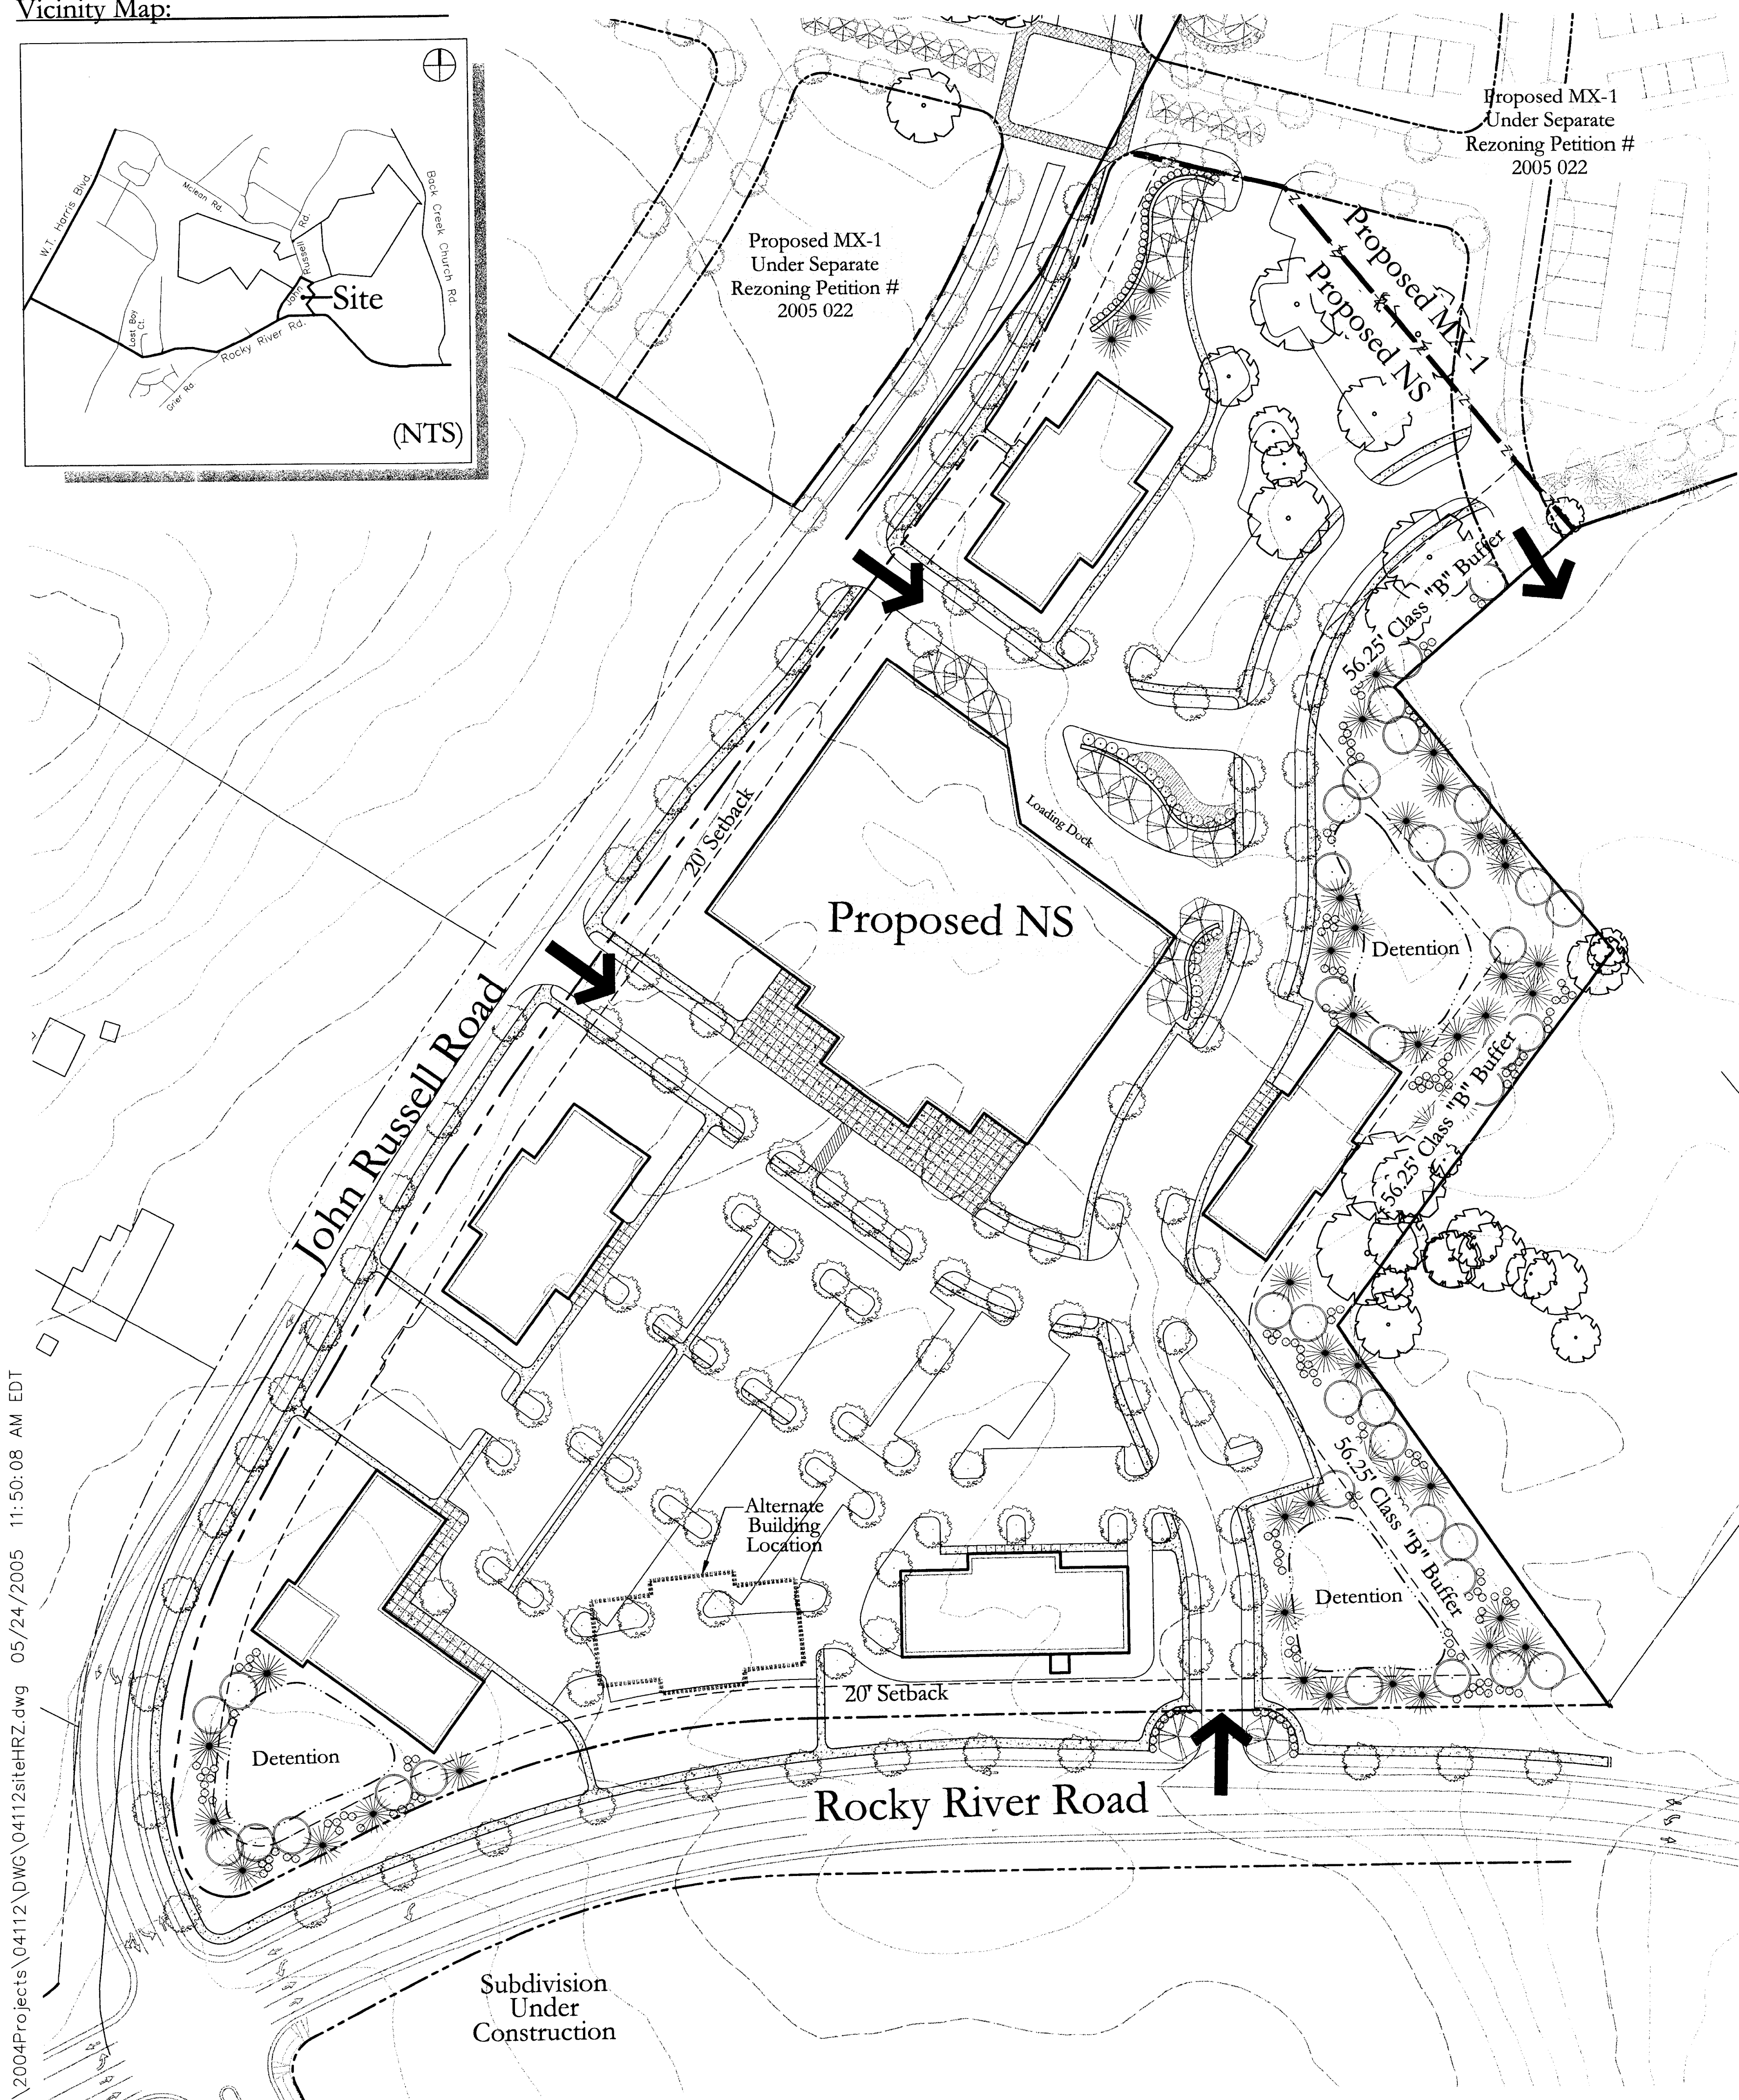 Vicinity Map:
W.T. Harris Blvd.
Mclean Rd.
John Russell Rd.
Back Creek Church Rd.
Site
Lost Boy Ct.
Rocky River Rd.
Grier Rd.
(NTS)
Proposed MX-1
Under Separate
Rezoning Petition #
2005 022
Proposed MX-1
Under Separate
Rezoning Petition #
2005 022
Proposed MX-1
Proposed NS
56.25' Class "B" Buffer
20' Setback
Loading Dock
Proposed NS
Detention
John Russell Road
56.25' Class "B" Buffer
56.25' Class "B" Buffer
Alternate
Building
Location
Detention
20' Setback
Detention
Rocky River Road
Subdivision
Under
Construction
\2004Projects\04112\DWG\04112siteHRZ.dwg 05/24/2005 11:50:08 AM EDT